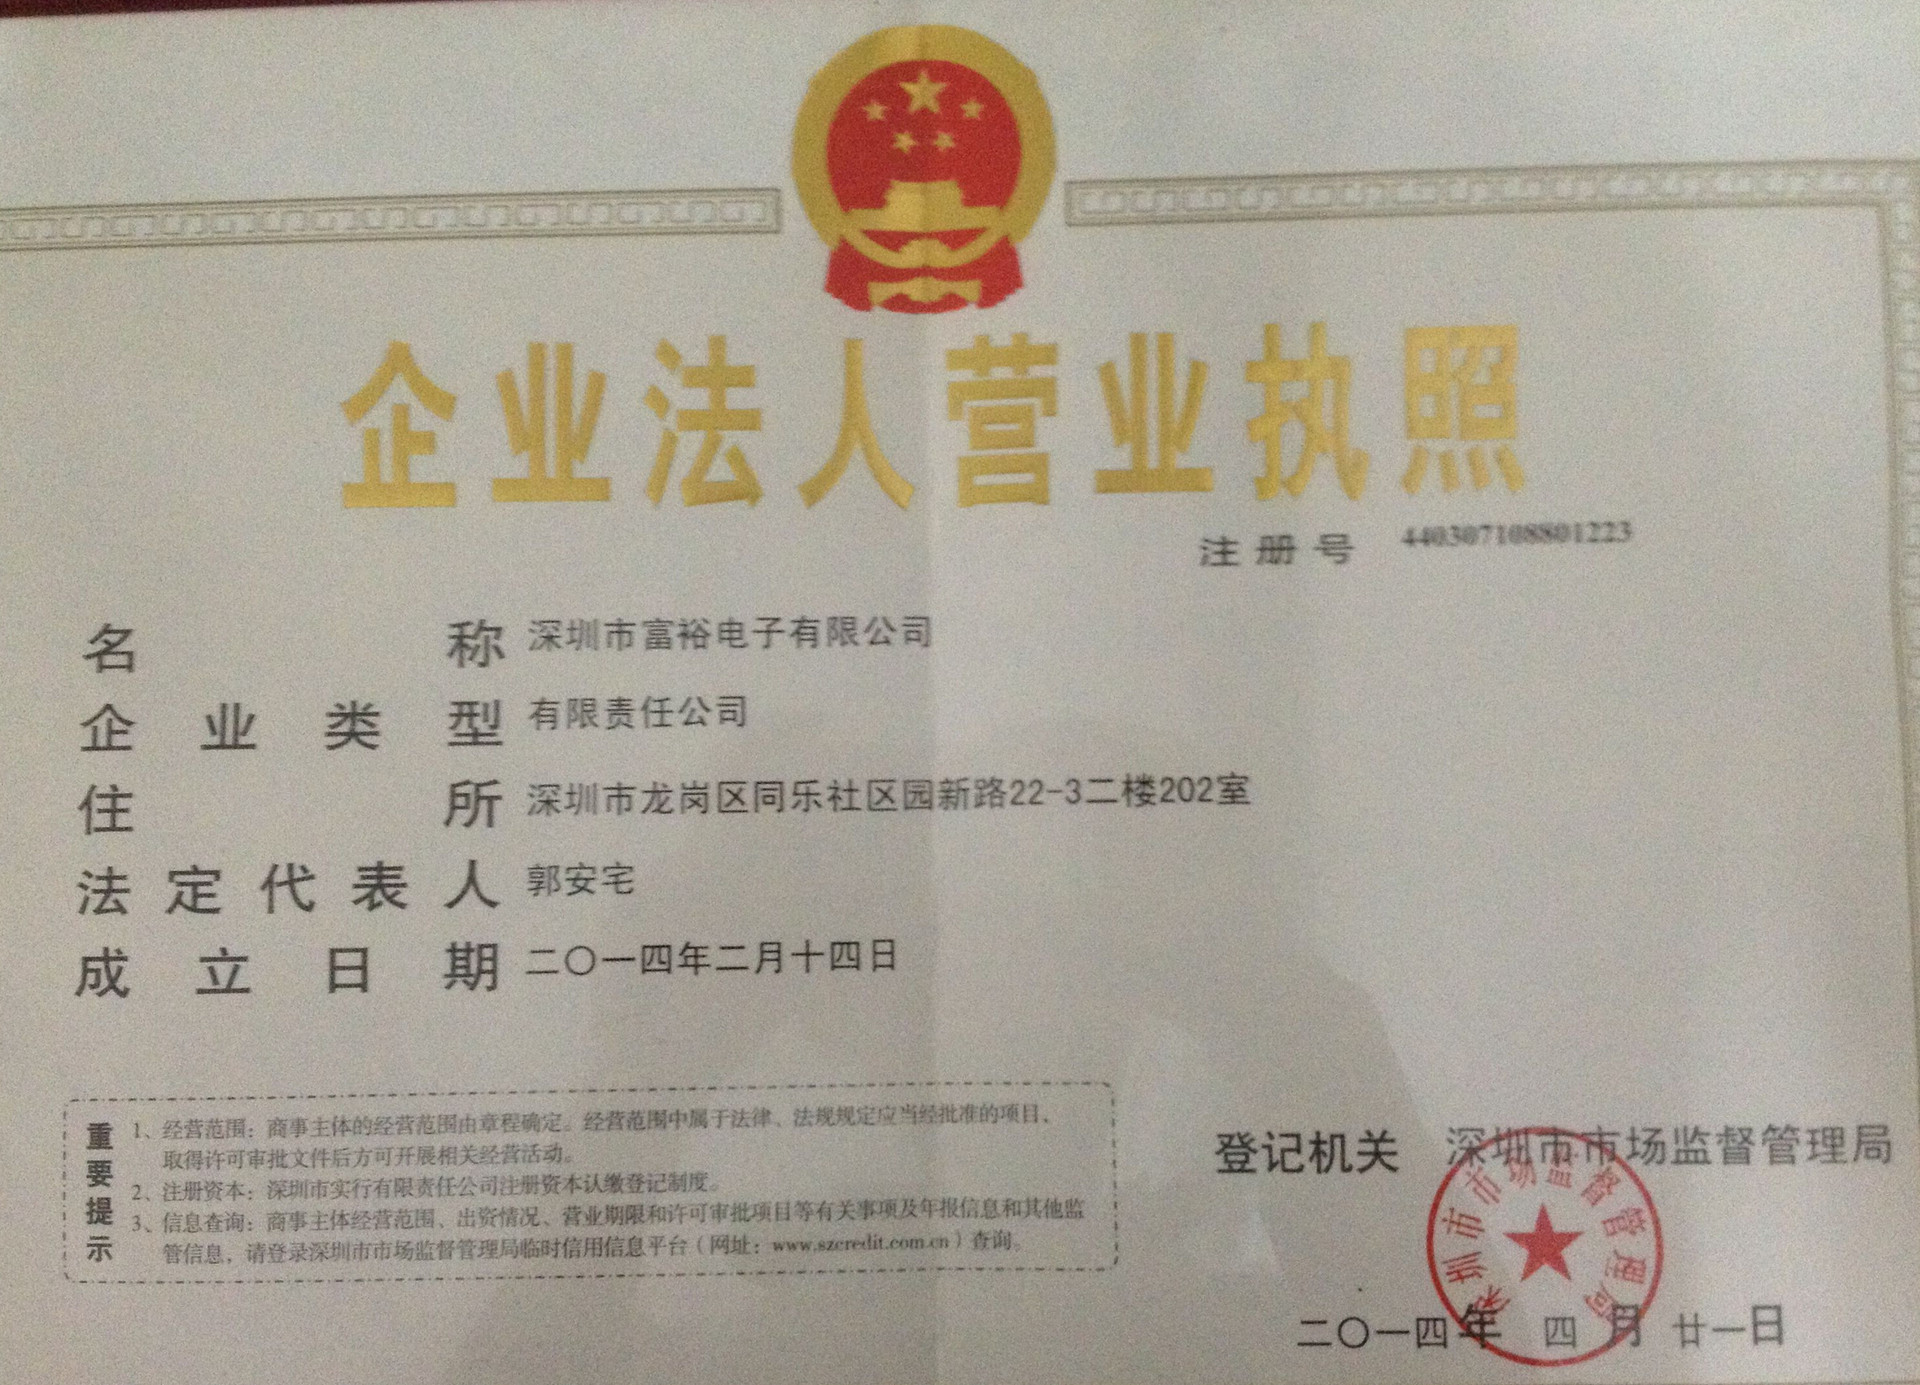 企业法人营业执照
注册号 440307108801223
名称 深圳市富裕电子有限公司
企业类型 有限责任公司
住所 深圳市龙岗区同乐社区园新路22-3二楼202室
法定代表人 郭安宅
成立日期 二〇一四年二月十四日
重要提示
1、经营范围：商事主体的经营范围由章程确定。经营范围中属于法律、法规规定应当经批准的项目，
取得许可审批文件后方可开展相关经营活动。
2、注册资本：深圳市实行有限责任公司注册资本认缴登记制度。
3、信息查询：商事主体经营范围、出资情况、营业期限和许可审批项目等有关事项及年报信息和其他监
管信息，请登录深圳市市场监督管理局临时信用信息平台（网址：www.szcredit.com.cn）查询。
登记机关 深圳市市场监督管理局
深圳市市场监督管理局
二〇一四年 四月 廿一日